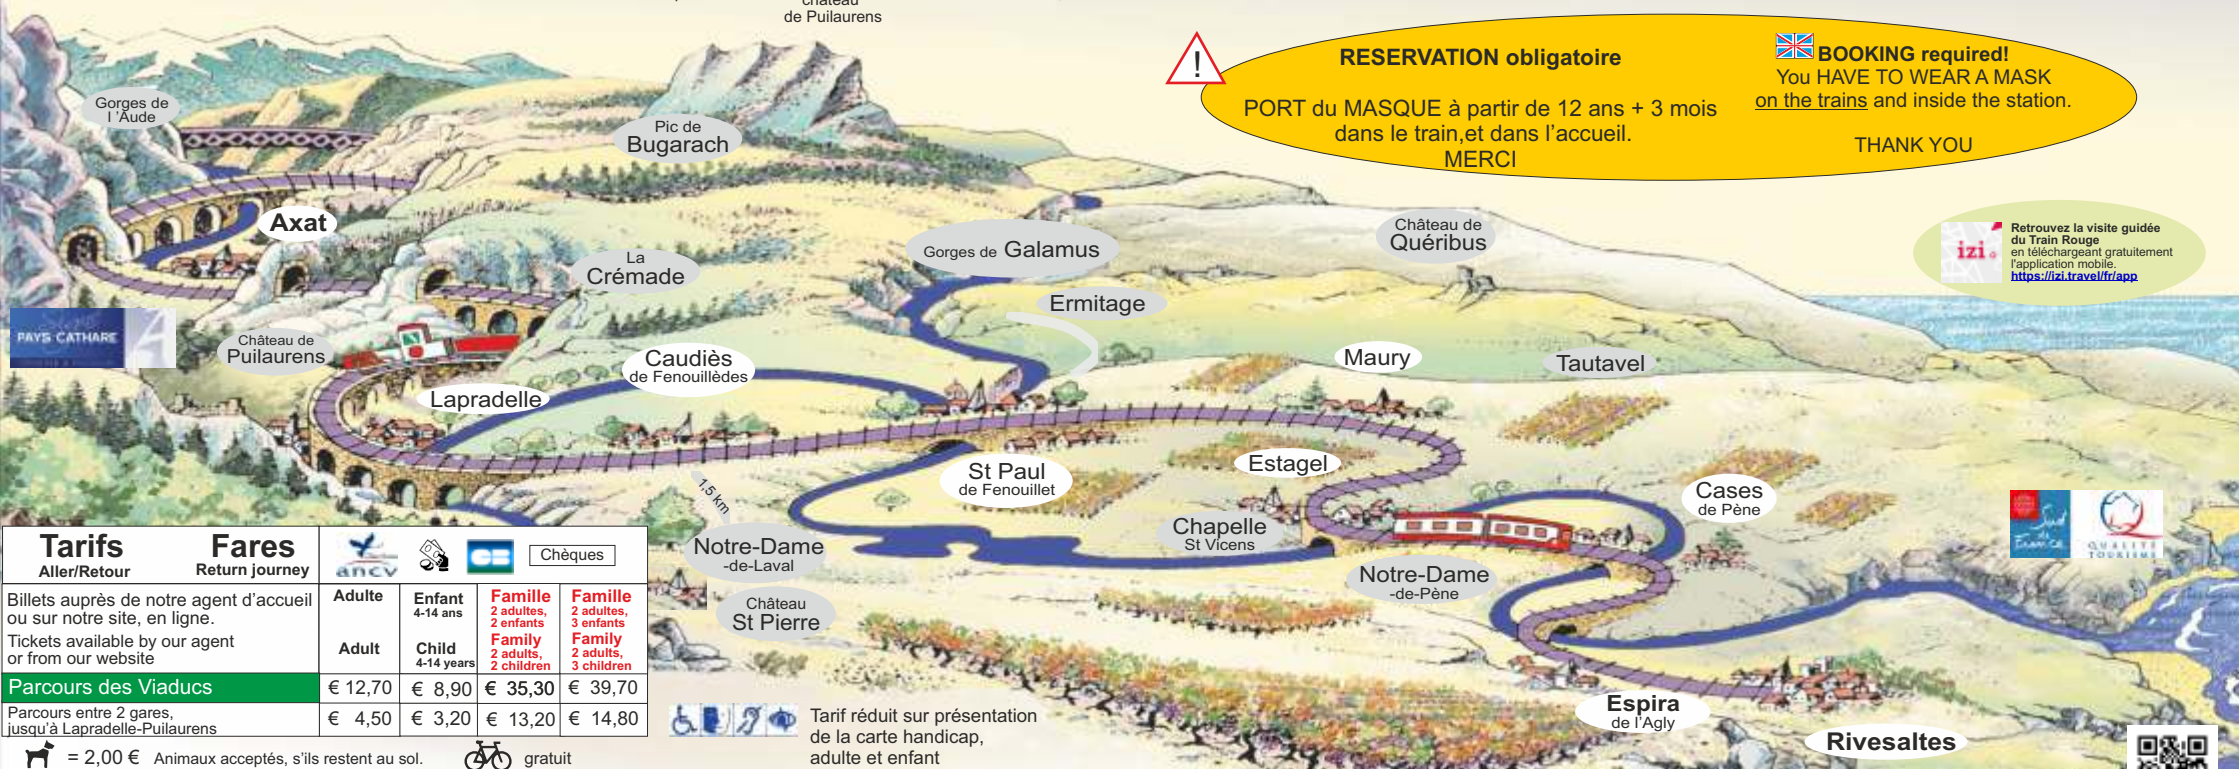 château
de Puilaurens
RESERVATION obligatoire
PORT du MASQUE à partir de 12 ans + 3 mois
dans le train,et dans l'accueil.
MERCI
BOOKING required!
You HAVE TO WEAR A MASK
on the trains and inside the station.
THANK YOU
!
Gorges de
l 'Aude
Pic de
Bugarach
Axat
La
Crémade
Gorges de Galamus
Château de
Quéribus
izi
Retrouvez la visite guidée
du Train Rouge
en téléchargeant gratuitement
l'application mobile.
https://izi.travel/fr/app
Ermitage
PAYS CATHARE
Château de
Puilaurens
Caudiès
de Fenouillèdes
Maury
Tautavel
Lapradelle
St Paul
de Fenouillet
Estagel
Cases
de Pène
1,5 km
Chapelle
St Vicens
Sud
de
France
QUALITÉ
TOURISME
Notre-Dame
-de-Laval
Notre-Dame
-de-Pène
Château
St Pierre
Espira
de l'Agly
Rivesaltes
Tarifs
Aller/Retour
Fares
Return journey
ancv
CB
Chèques
Billets auprès de notre agent d'accueil
ou sur notre site, en ligne.
Tickets available by our agent
or from our website
Adulte
Adult
Enfant
4-14 ans
Child
4-14 years
Famille
2 adultes,
2 enfants
Family
2 adults,
2 children
Famille
2 adultes,
3 enfants
Family
2 adults,
3 children
Parcours des Viaducs € 12,70 € 8,90 € 35,30 € 39,70
Parcours entre 2 gares,
jusqu'à Lapradelle-Puilaurens
€ 4,50 € 3,20 € 13,20 € 14,80
= 2,00 € Animaux acceptés, s'ils restent au sol.
gratuit
Tarif réduit sur présentation
de la carte handicap,
adulte et enfant